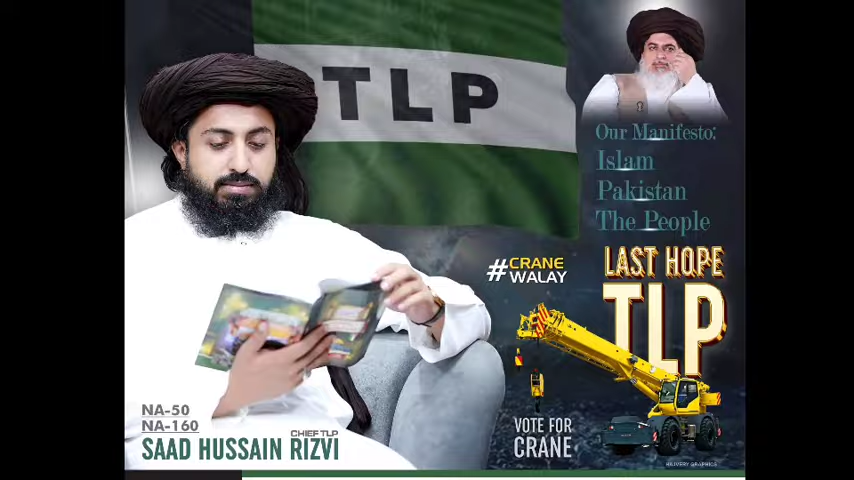 TLP
Our Manifesto:
Islam
Pakistan
The People
#CRANE
WALAY
LAST HOPE
TLP
VOTE FOR
CRANE
NA-50
NA-160
CHIEF TLP
SAAD HUSSAIN RIZVI